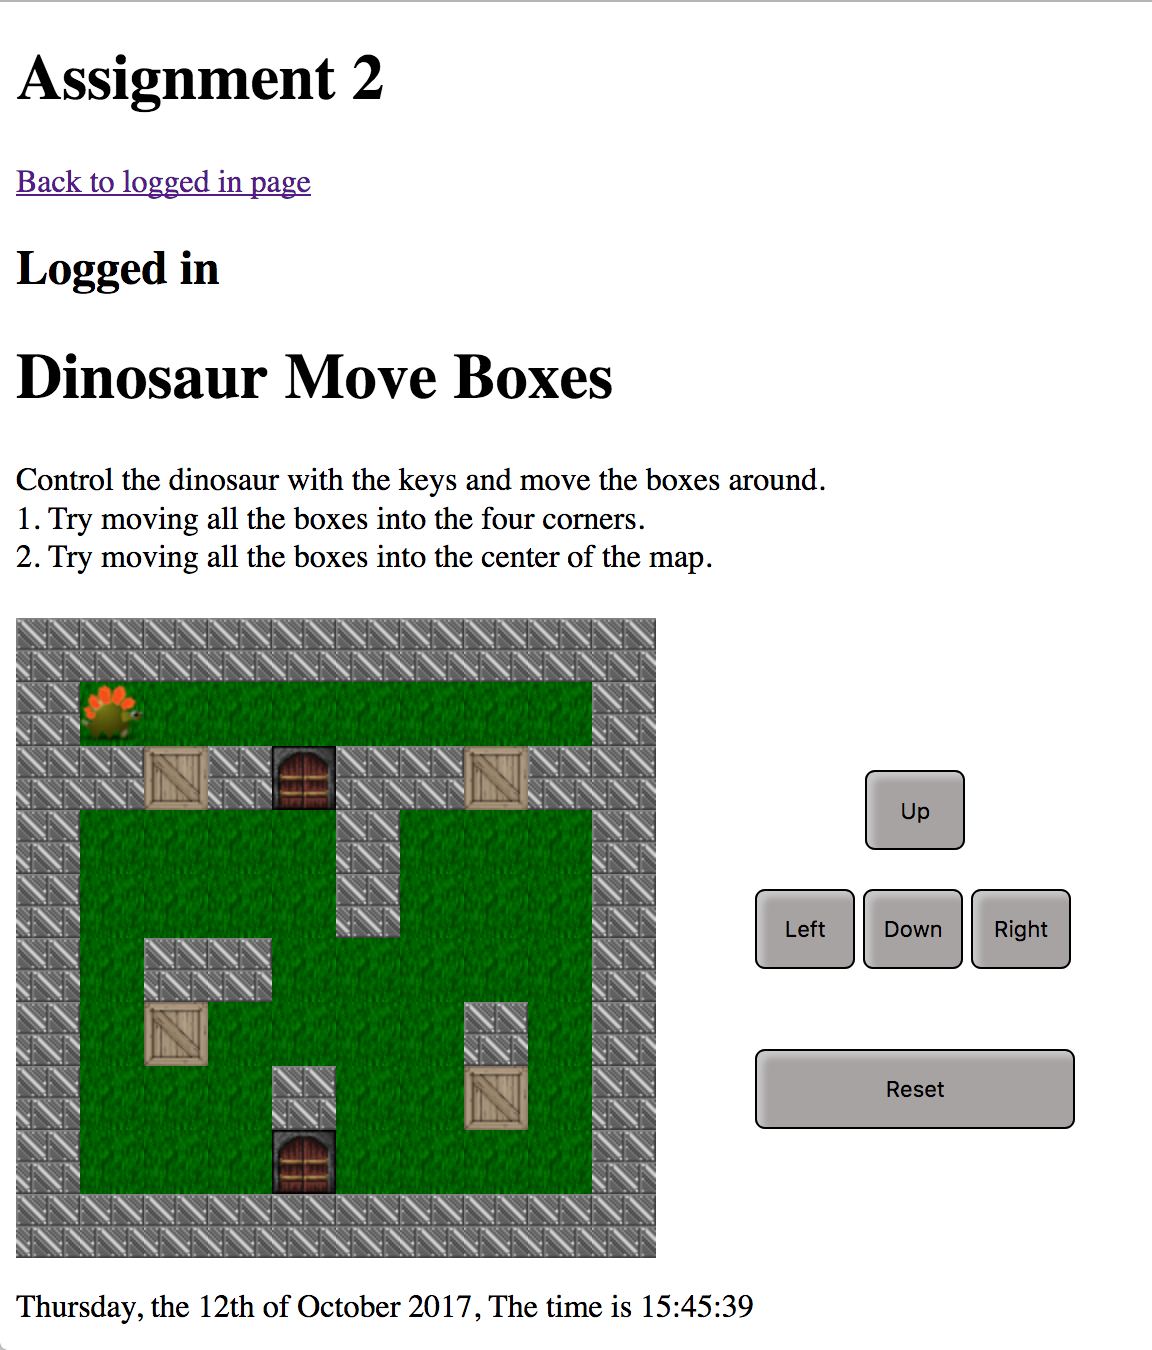 Assignment 2
Back to logged in page
Logged in
Dinosaur Move Boxes
Control the dinosaur with the keys and move the boxes around.
1. Try moving all the boxes into the four corners.
2. Try moving all the boxes into the center of the map.
Up
Left Down Right
Reset
Thursday, the 12th of October 2017, The time is 15:45:39